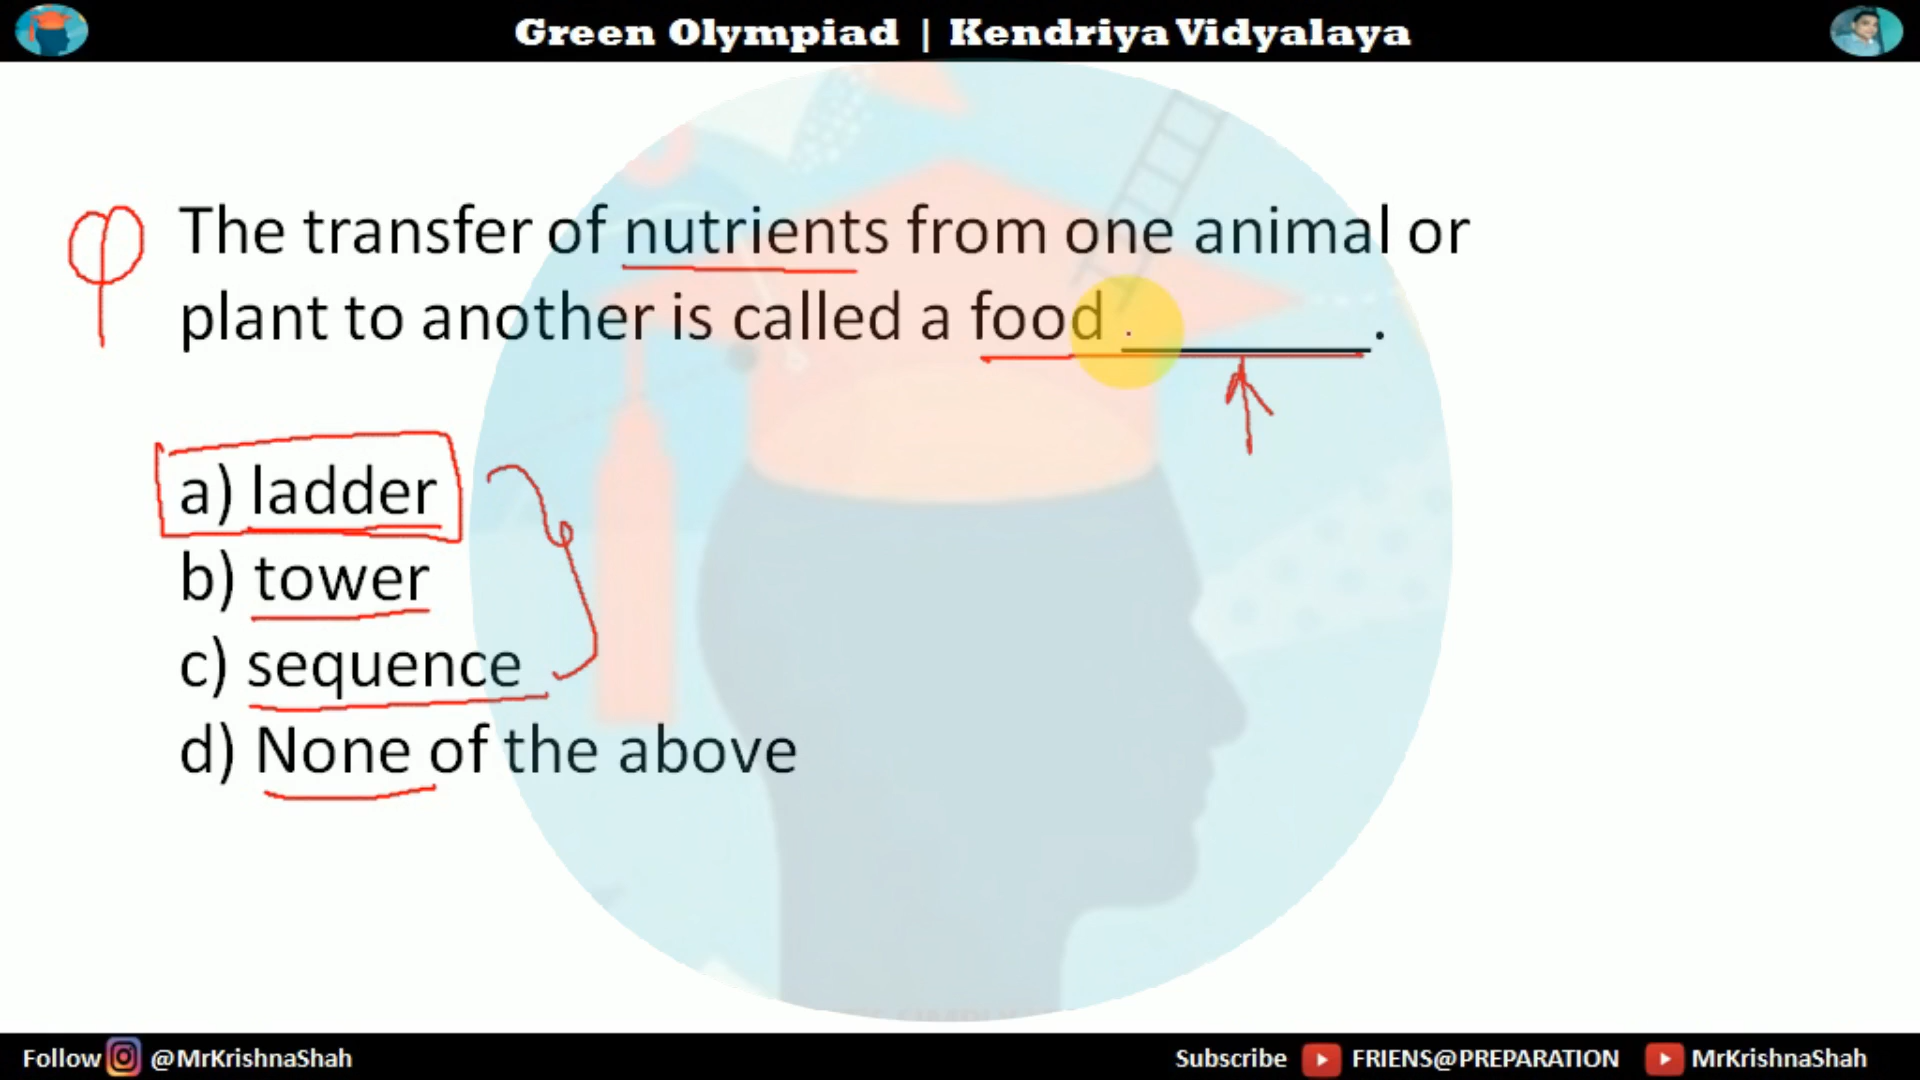 Green Olympiad | Kendriya Vidyalaya
The transfer of nutrients from one animal or
plant to another is called a food __________.
a) ladder
b) tower
c) sequence
d) None of the above
Follow @MrKrishnaShah
Subscribe FRIENS@PREPARATION MrKrishnaShah